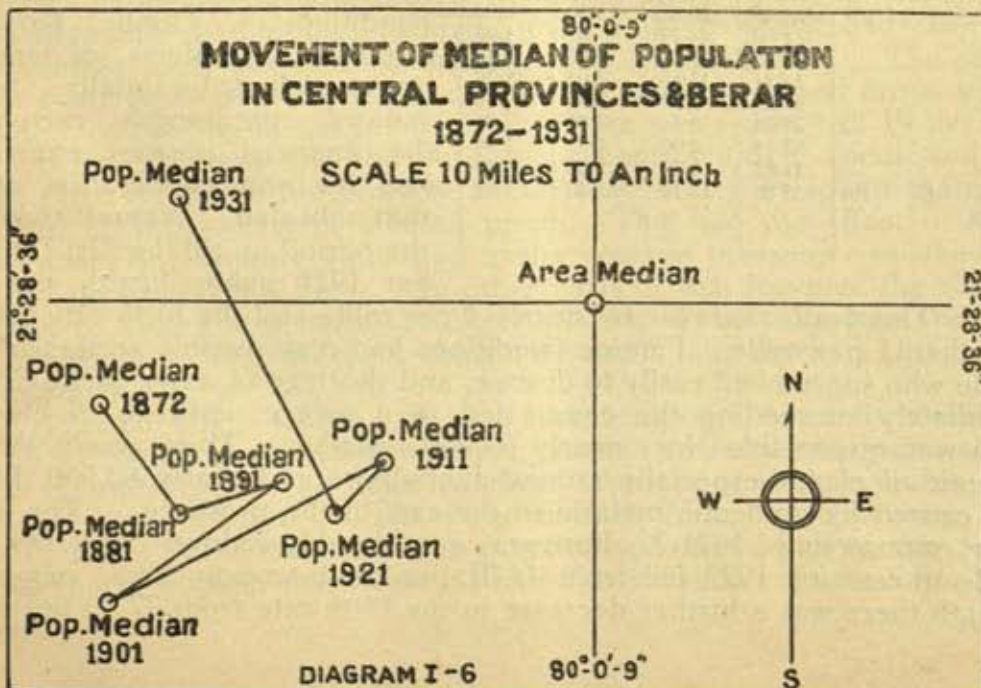 80°-0-9"
MOVEMENT OF MEDIAN OF POPULATION
IN CENTRAL PROVINCES & BERAR
1872-1931
SCALE 10 Miles To An Inch
Pop. Median
1931
21°-28'-36"
Area Median
21°-28-36
Pop. Median
1872
Pop. Median
1891
Pop. Median
1911
Pop. Median
1881
Pop. Median
1921
Pop. Median
1901
N
W
E
S
DIAGRAM I-6
80°-0'-9"